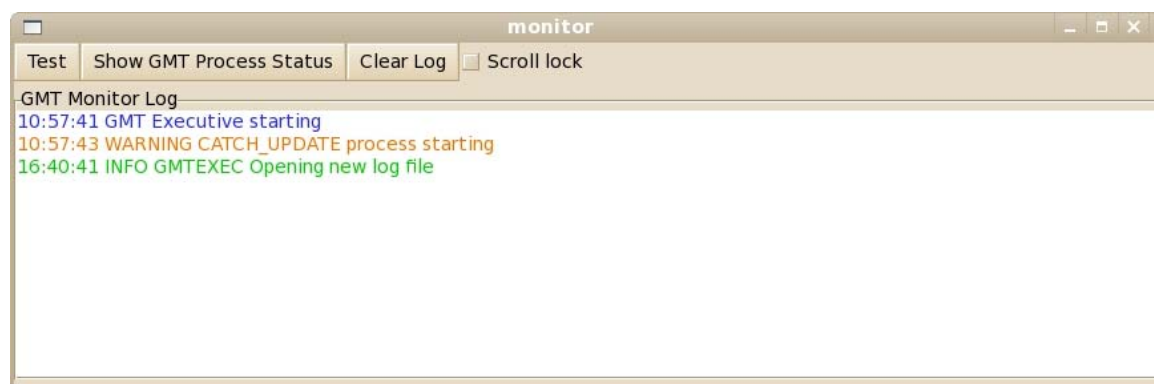 monitor
Test Show GMT Process Status Clear Log Scroll lock
GMT Monitor Log
10:57:41 GMT Executive starting
10:57:43 WARNING CATCH_UPDATE process starting
16:40:41 INFO GMTEXEC Opening new log file